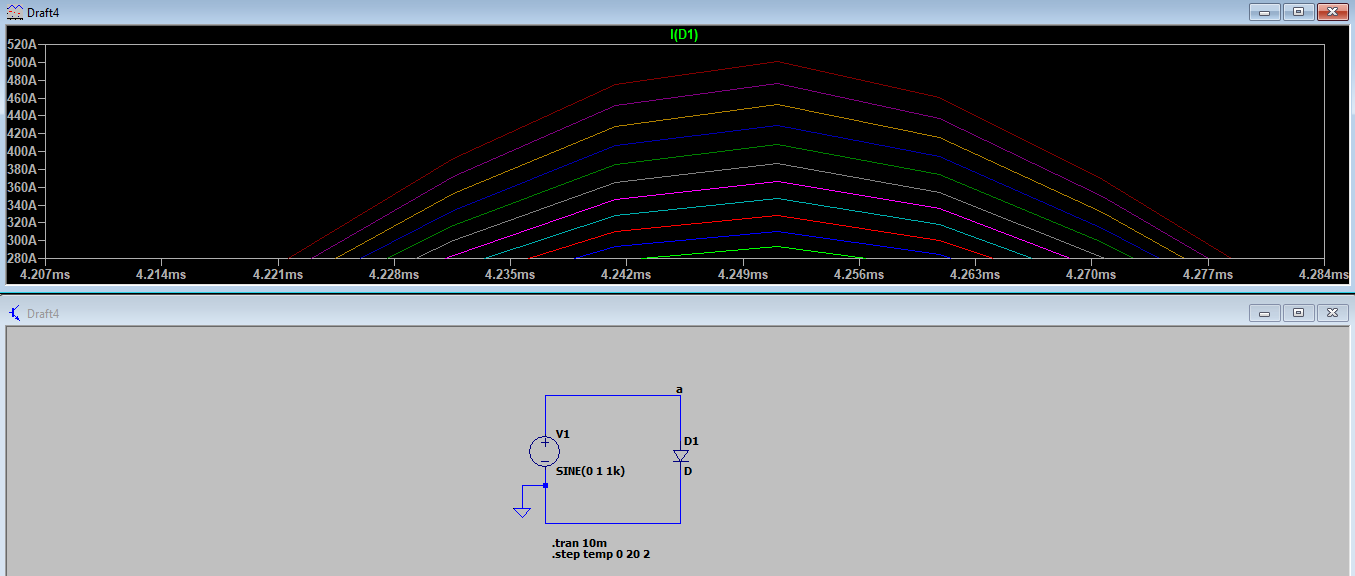 Draft4
I(D1)
520A
500A
480A
460A
440A
420A
400A
380A
360A
340A
320A
300A
280A
4.207ms 4.214ms 4.221ms 4.228ms 4.235ms 4.242ms 4.249ms 4.256ms 4.263ms 4.270ms 4.277ms 4.284ms
Draft4
a
V1
D1
SINE(0 1 1k)
D
.tran 10m
.step temp 0 20 2